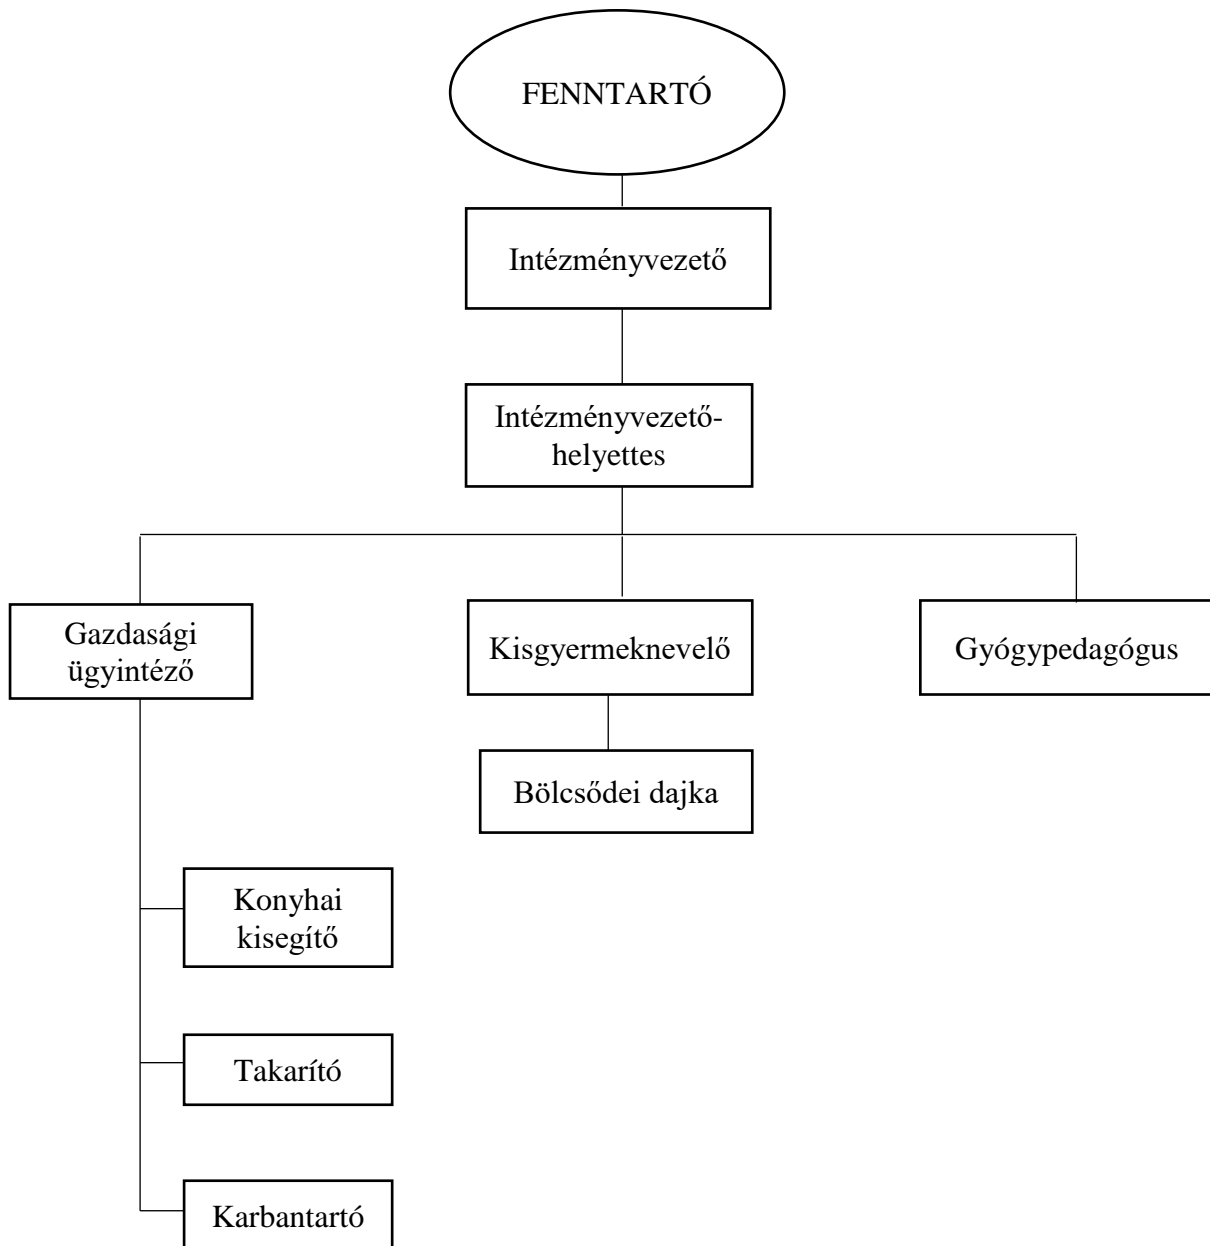 FENNTARTÓ
Intézményvezető
Intézményvezető-
helyettes
Gazdasági
ügyintéző
Kisgyermeknevelő
Gyógypedagógus
Bölcsődei dajka
Konyhai
kisegítő
Takarító
Karbantartó